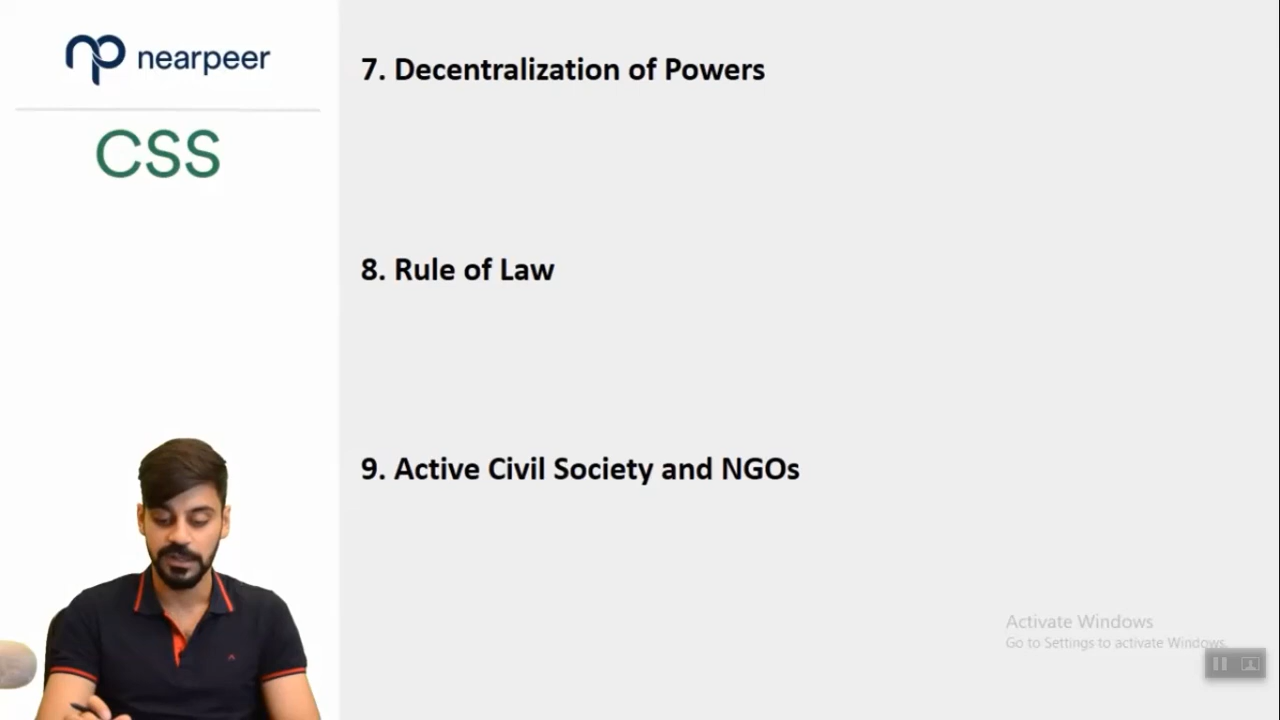 nearpeer
CSS
7. Decentralization of Powers
8. Rule of Law
9. Active Civil Society and NGOs
Activate Windows
Go to Settings to activate Windows.